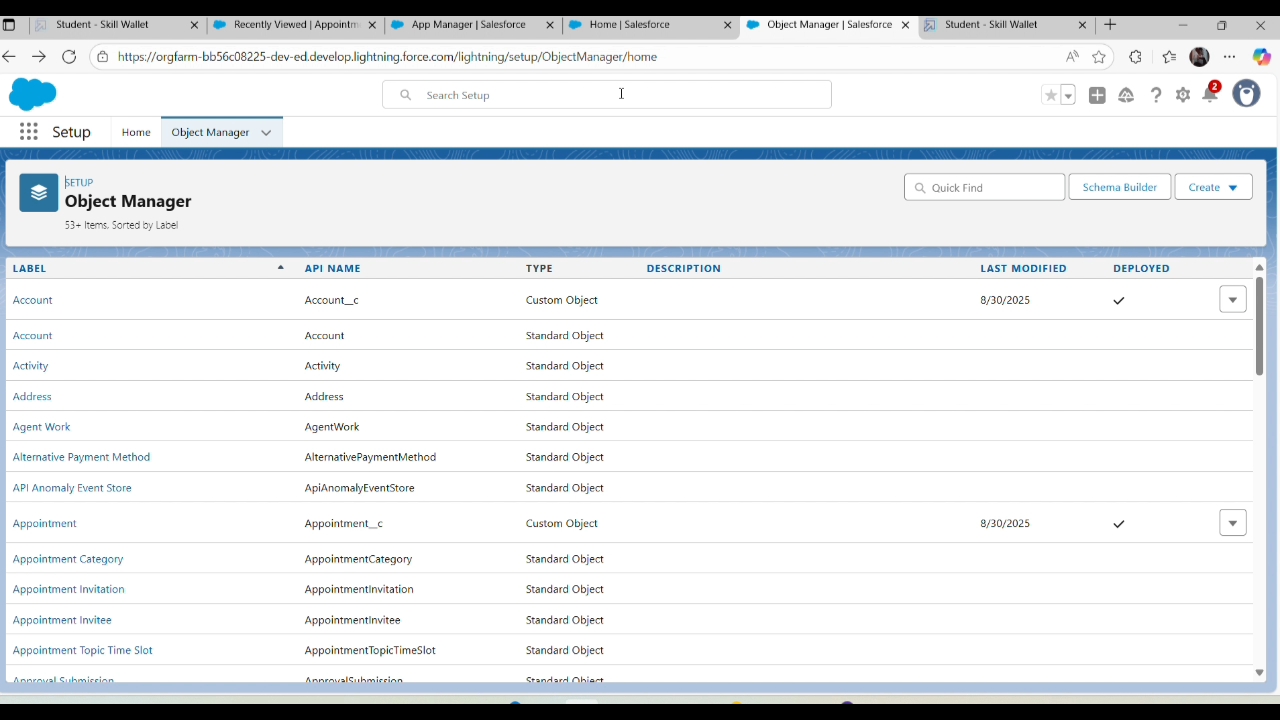 Student - Skill Wallet
Recently Viewed | Appointm
App Manager | Salesforce
Home | Salesforce
Object Manager | Salesforce
Student - Skill Wallet
https://orgfarm-bb56c08225-dev-ed.develop.lightning.force.com/lightning/setup/ObjectManager/home
Search Setup
2
Setup
Home
Object Manager
SETUP
Object Manager
53+ Items, Sorted by Label
Quick Find
Schema Builder
Create
LABEL API NAME TYPE DESCRIPTION LAST MODIFIED DEPLOYED
Account Account__c Custom Object 8/30/2025
Account Account Standard Object
Activity Activity Standard Object
Address Address Standard Object
Agent Work AgentWork Standard Object
Alternative Payment Method AlternativePaymentMethod Standard Object
API Anomaly Event Store ApiAnomalyEventStore Standard Object
Appointment Appointment__c Custom Object 8/30/2025
Appointment Category AppointmentCategory Standard Object
Appointment Invitation AppointmentInvitation Standard Object
Appointment Invitee AppointmentInvitee Standard Object
Appointment Topic Time Slot AppointmentTopicTimeSlot Standard Object
Approval Submission ApprovalSubmission Standard Object